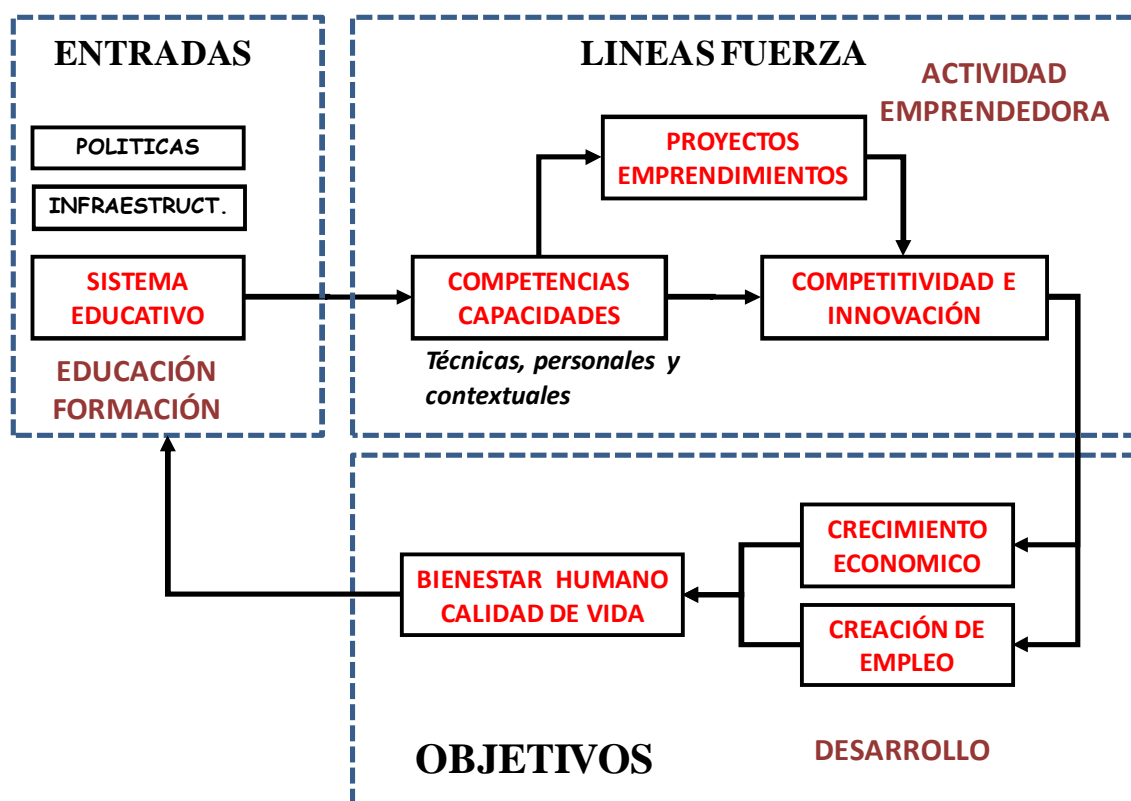 ENTRADAS
POLITICAS
INFRAESTRUCT.
SISTEMA
EDUCATIVO
EDUCACIÓN
FORMACIÓN
LINEAS FUERZA
ACTIVIDAD
EMPRENDEDORA
PROYECTOS
EMPRENDIMIENTOS
COMPETENCIAS
CAPACIDADES
Técnicas, personales y
contextuales
COMPETITIVIDAD E
INNOVACIÓN
CRECIMIENTO
ECONOMICO
CREACIÓN DE
EMPLEO
BIENESTAR HUMANO
CALIDAD DE VIDA
OBJETIVOS
DESARROLLO